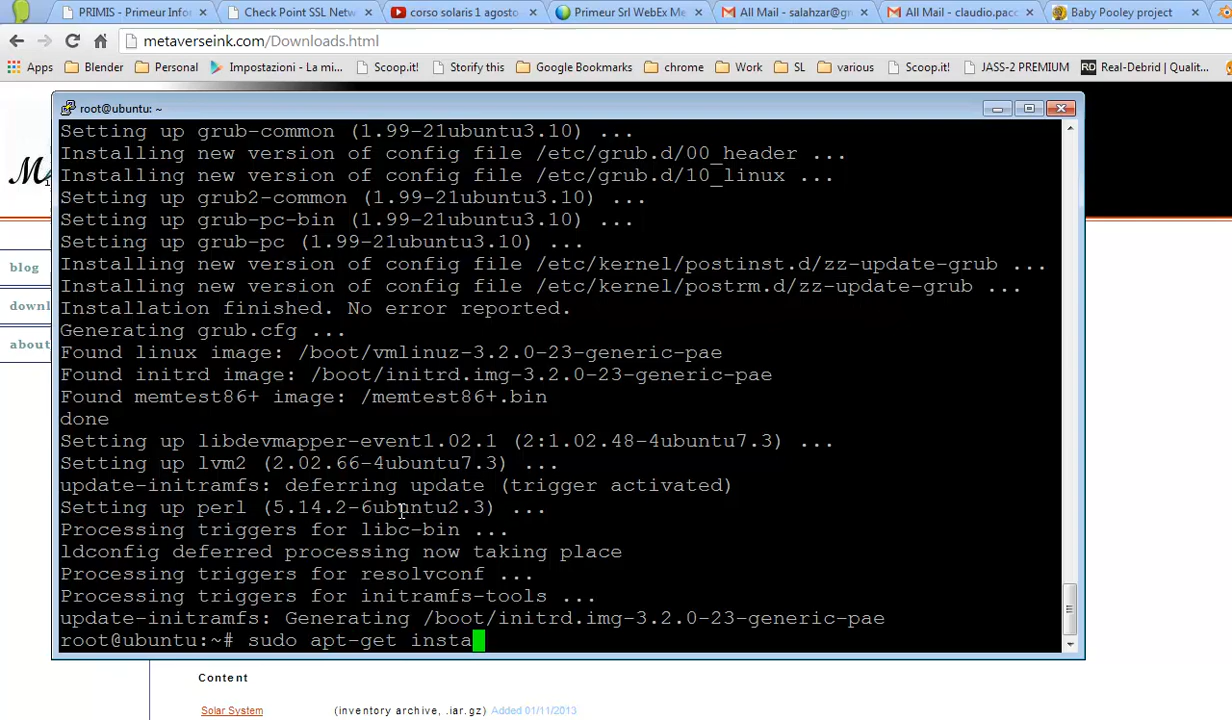 PRIMIS - Primeur Infor
Check Point SSL Netw
corso solaris 1 agosto
Primeur Srl WebEx Me
All Mail - salahzar@gm
All Mail - claudio.pacc
Baby Pooley project
metaverseink.com/Downloads.html
Apps
Blender
Personal
Impostazioni - La mi...
Scoop.it!
Storify this
Google Bookmarks
chrome
Work
SL
various
Scoop.it!
JASS-2 PREMIUM
RD Real-Debrid | Qualit...
root@ubuntu: ~
Setting up grub-common (1.99-21ubuntu3.10) ...
Installing new version of config file /etc/grub.d/00_header ...
Installing new version of config file /etc/grub.d/10_linux ...
Setting up grub2-common (1.99-21ubuntu3.10) ...
Setting up grub-pc-bin (1.99-21ubuntu3.10) ...
Setting up grub-pc (1.99-21ubuntu3.10) ...
Installing new version of config file /etc/kernel/postinst.d/zz-update-grub ...
Installing new version of config file /etc/kernel/postrm.d/zz-update-grub ...
Installation finished. No error reported.
Generating grub.cfg ...
Found linux image: /boot/vmlinuz-3.2.0-23-generic-pae
Found initrd image: /boot/initrd.img-3.2.0-23-generic-pae
Found memtest86+ image: /memtest86+.bin
done
Setting up libdevmapper-event1.02.1 (2:1.02.48-4ubuntu7.3) ...
Setting up lvm2 (2.02.66-4ubuntu7.3) ...
update-initramfs: deferring update (trigger activated)
Setting up perl (5.14.2-6ubuntu2.3) ...
Processing triggers for libc-bin ...
ldconfig deferred processing now taking place
Processing triggers for resolvconf ...
Processing triggers for initramfs-tools ...
update-initramfs: Generating /boot/initrd.img-3.2.0-23-generic-pae
root@ubuntu:~# sudo apt-get insta
blog
downl
about
Content
Solar System (inventory archive, .iar.gz) Added 01/11/2013